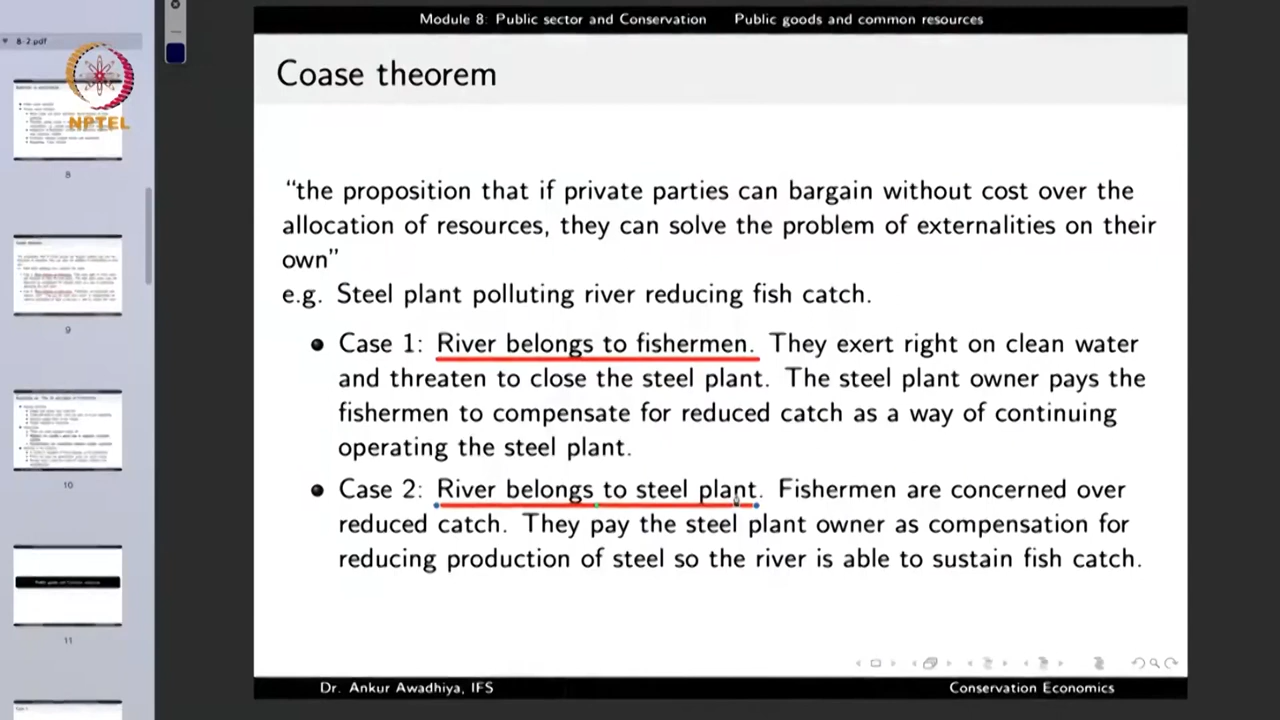 Module 8: Public sector and Conservation Public goods and common resources
8-2.pdf
NPTEL
Coase theorem
“the proposition that if private parties can bargain without cost over the
allocation of resources, they can solve the problem of externalities on their
own”
e.g. Steel plant polluting river reducing fish catch.
Case 1: River belongs to fishermen. They exert right on clean water
and threaten to close the steel plant. The steel plant owner pays the
fishermen to compensate for reduced catch as a way of continuing
operating the steel plant.
Case 2: River belongs to steel plant. Fishermen are concerned over
reduced catch. They pay the steel plant owner as compensation for
reducing production of steel so the river is able to sustain fish catch.
8
9
10
11
Dr. Ankur Awadhiya, IFS Conservation Economics